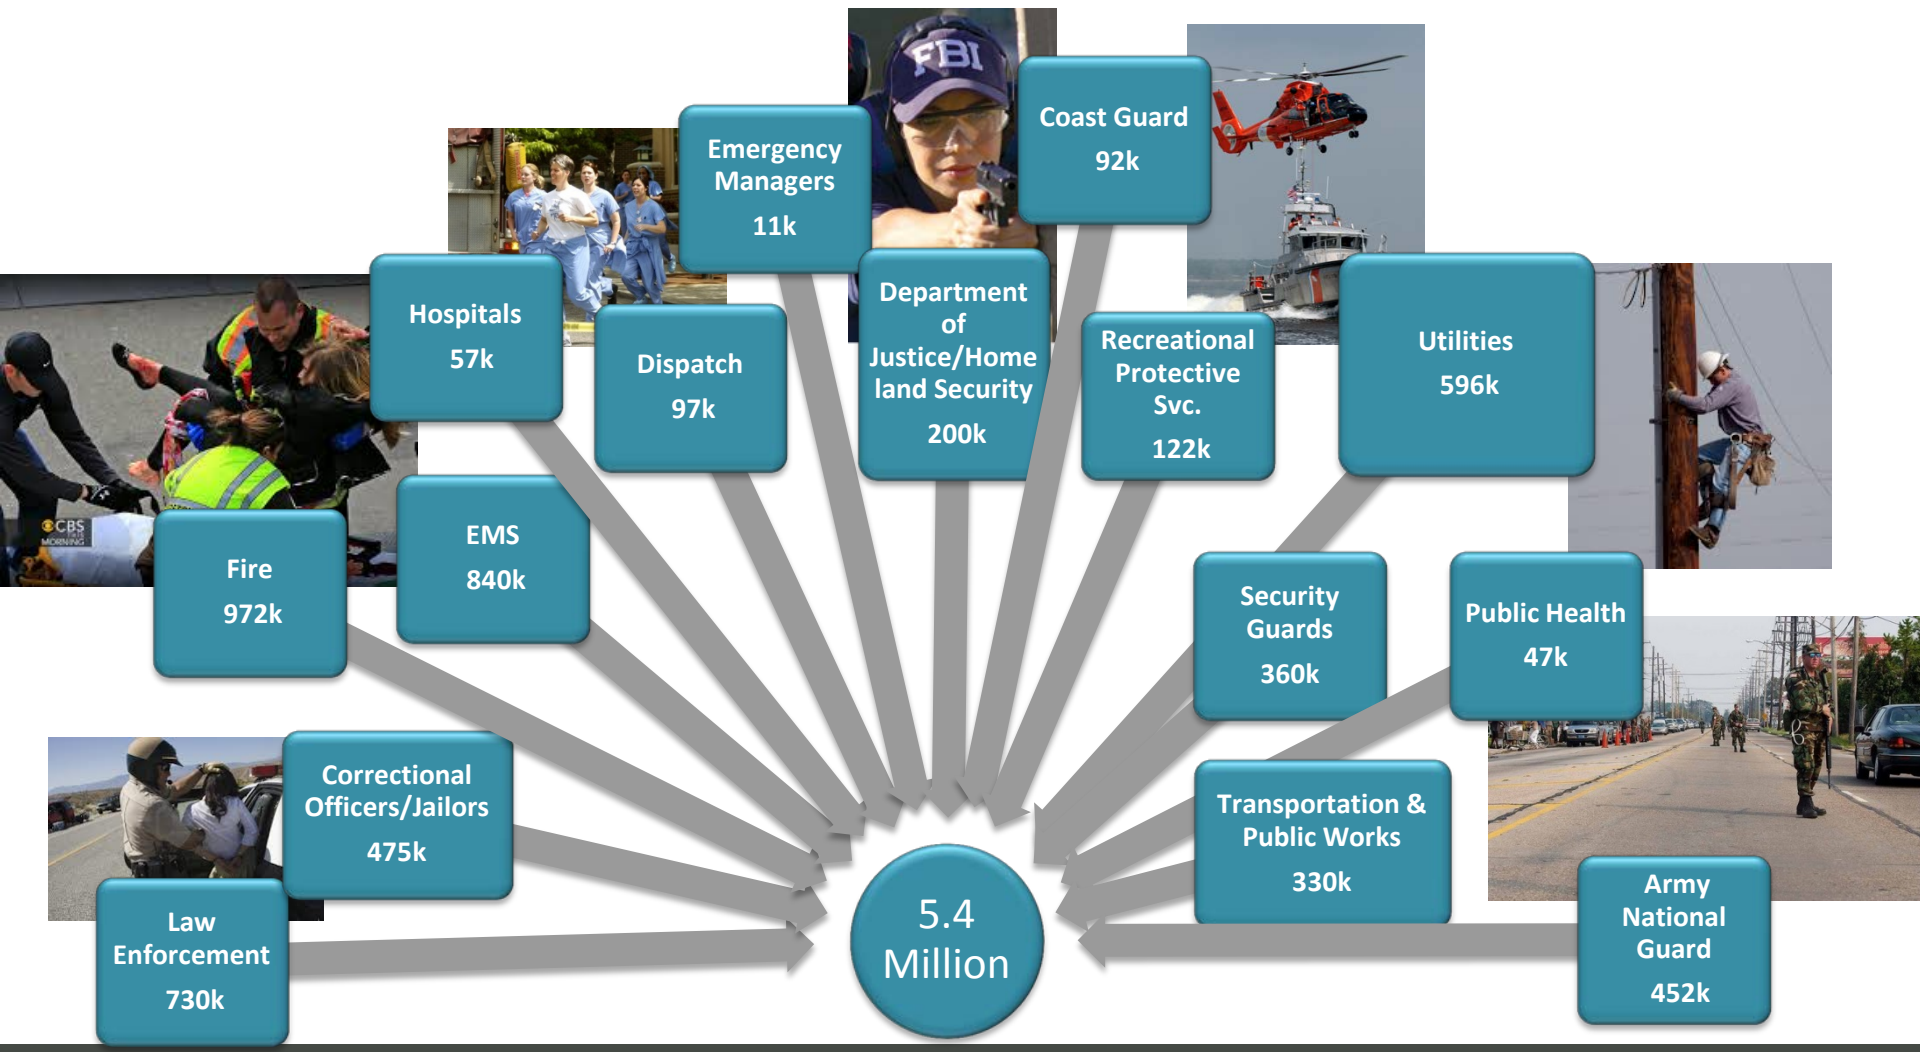 FBI
Coast Guard
92k
Emergency
Managers
11k
Department
of
Justice/Home
land Security
200k
Hospitals
57k
Dispatch
97k
Recreational
Protective
Svc.
122k
Utilities
596k
CBS
THIS
MORNING
EMS
840k
Fire
972k
Security
Guards
360k
Public Health
47k
Correctional
Officers/Jailors
475k
Transportation &
Public Works
330k
Law
Enforcement
730k
Army
National
Guard
452k
5.4
Million